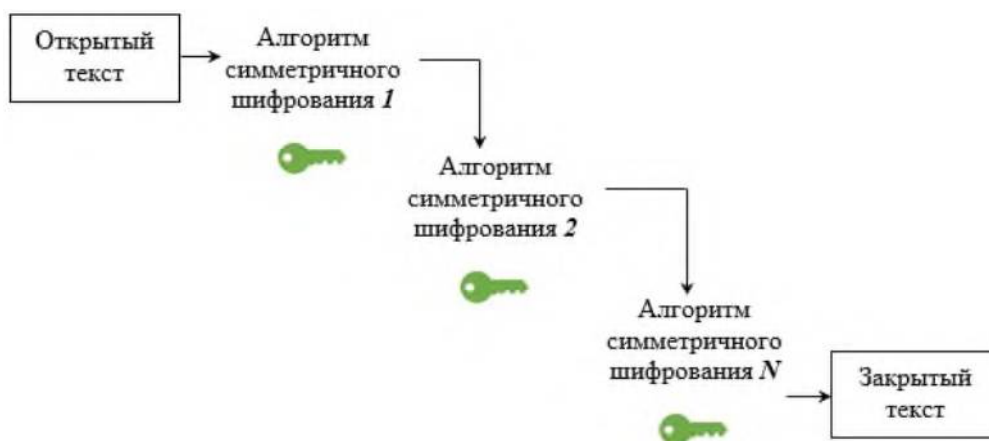 Открытый
текст
Алгоритм
симметричного
шифрования 1
Алгоритм
симметричного
шифрования 2
Алгоритм
симметричного
шифрования N
Закрытый
текст